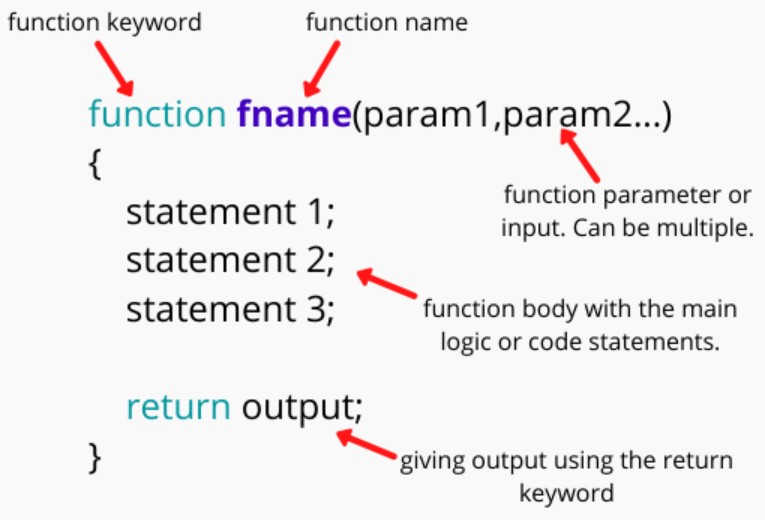 function keyword
function name
function fname(param1,param2...)
{
function parameter or
input. Can be multiple.
statement 1;
statement 2;
statement 3;
function body with the main
logic or code statements.
return output;
}
giving output using the return
keyword